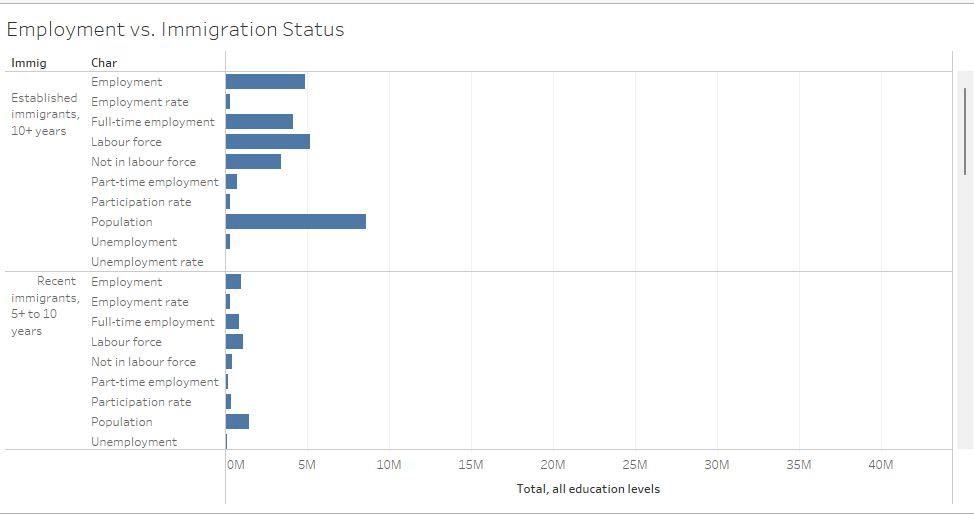 Employment vs. Immigration Status
Immig Char
Established immigrants, 10+ years
Employment
Employment rate
Full-time employment
Labour force
Not in labour force
Part-time employment
Participation rate
Population
Unemployment
Unemployment rate
Recent immigrants, 5+ to 10 years
Employment
Employment rate
Full-time employment
Labour force
Not in labour force
Part-time employment
Participation rate
Population
Unemployment
0M 5M 10M 15M 20M 25M 30M 35M 40M
Total, all education levels